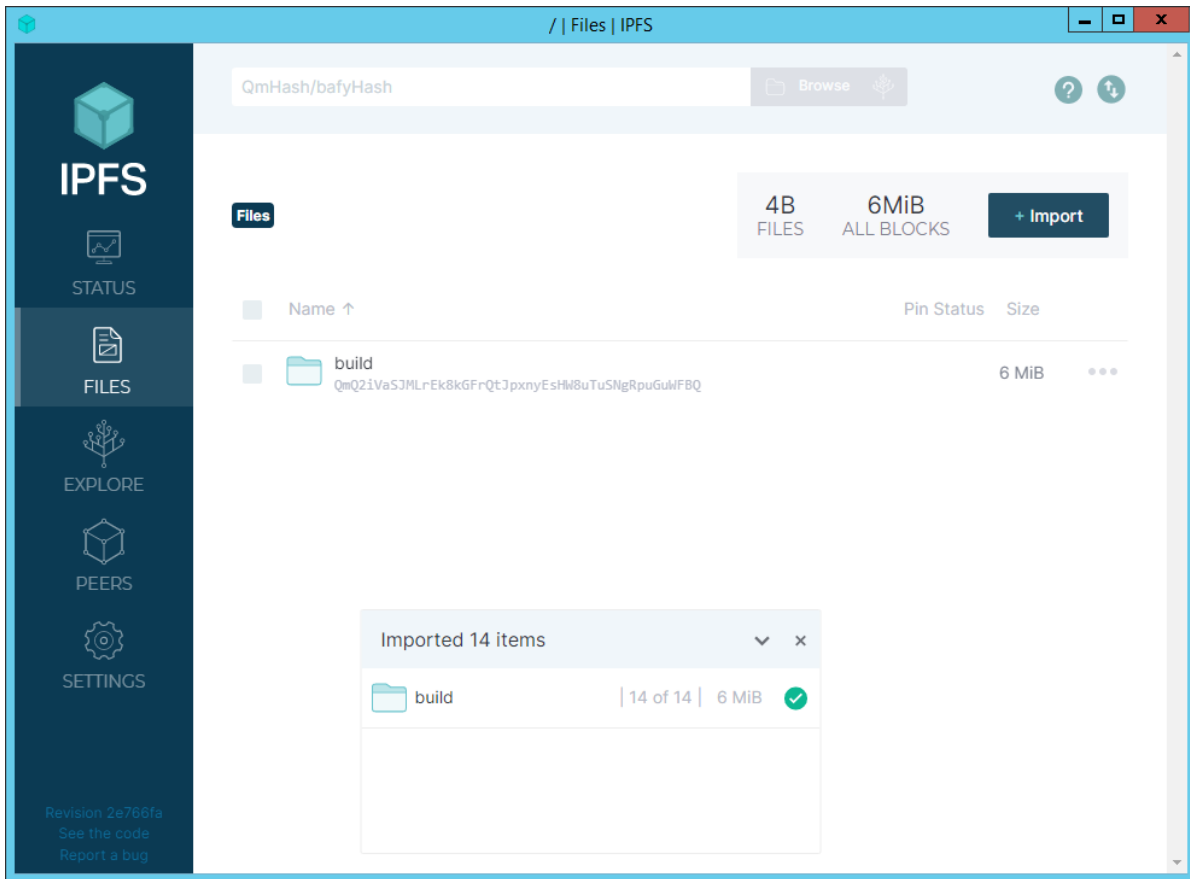 / | Files | IPFS
QmHash/bafyHash
Browse
IPFS
STATUS
FILES
EXPLORE
PEERS
SETTINGS
Revision 2e766fa
See the code
Report a bug
Files
4B
FILES
6MiB
ALL BLOCKS
+ Import
Name ↑
Pin Status
Size
build
QmQ2iVaSJMLrEk8kGFrQtJpxnyEsHW8uTuSNgRpuGuWFBQ
6 MiB
Imported 14 items
build
| 14 of 14 | 6 MiB